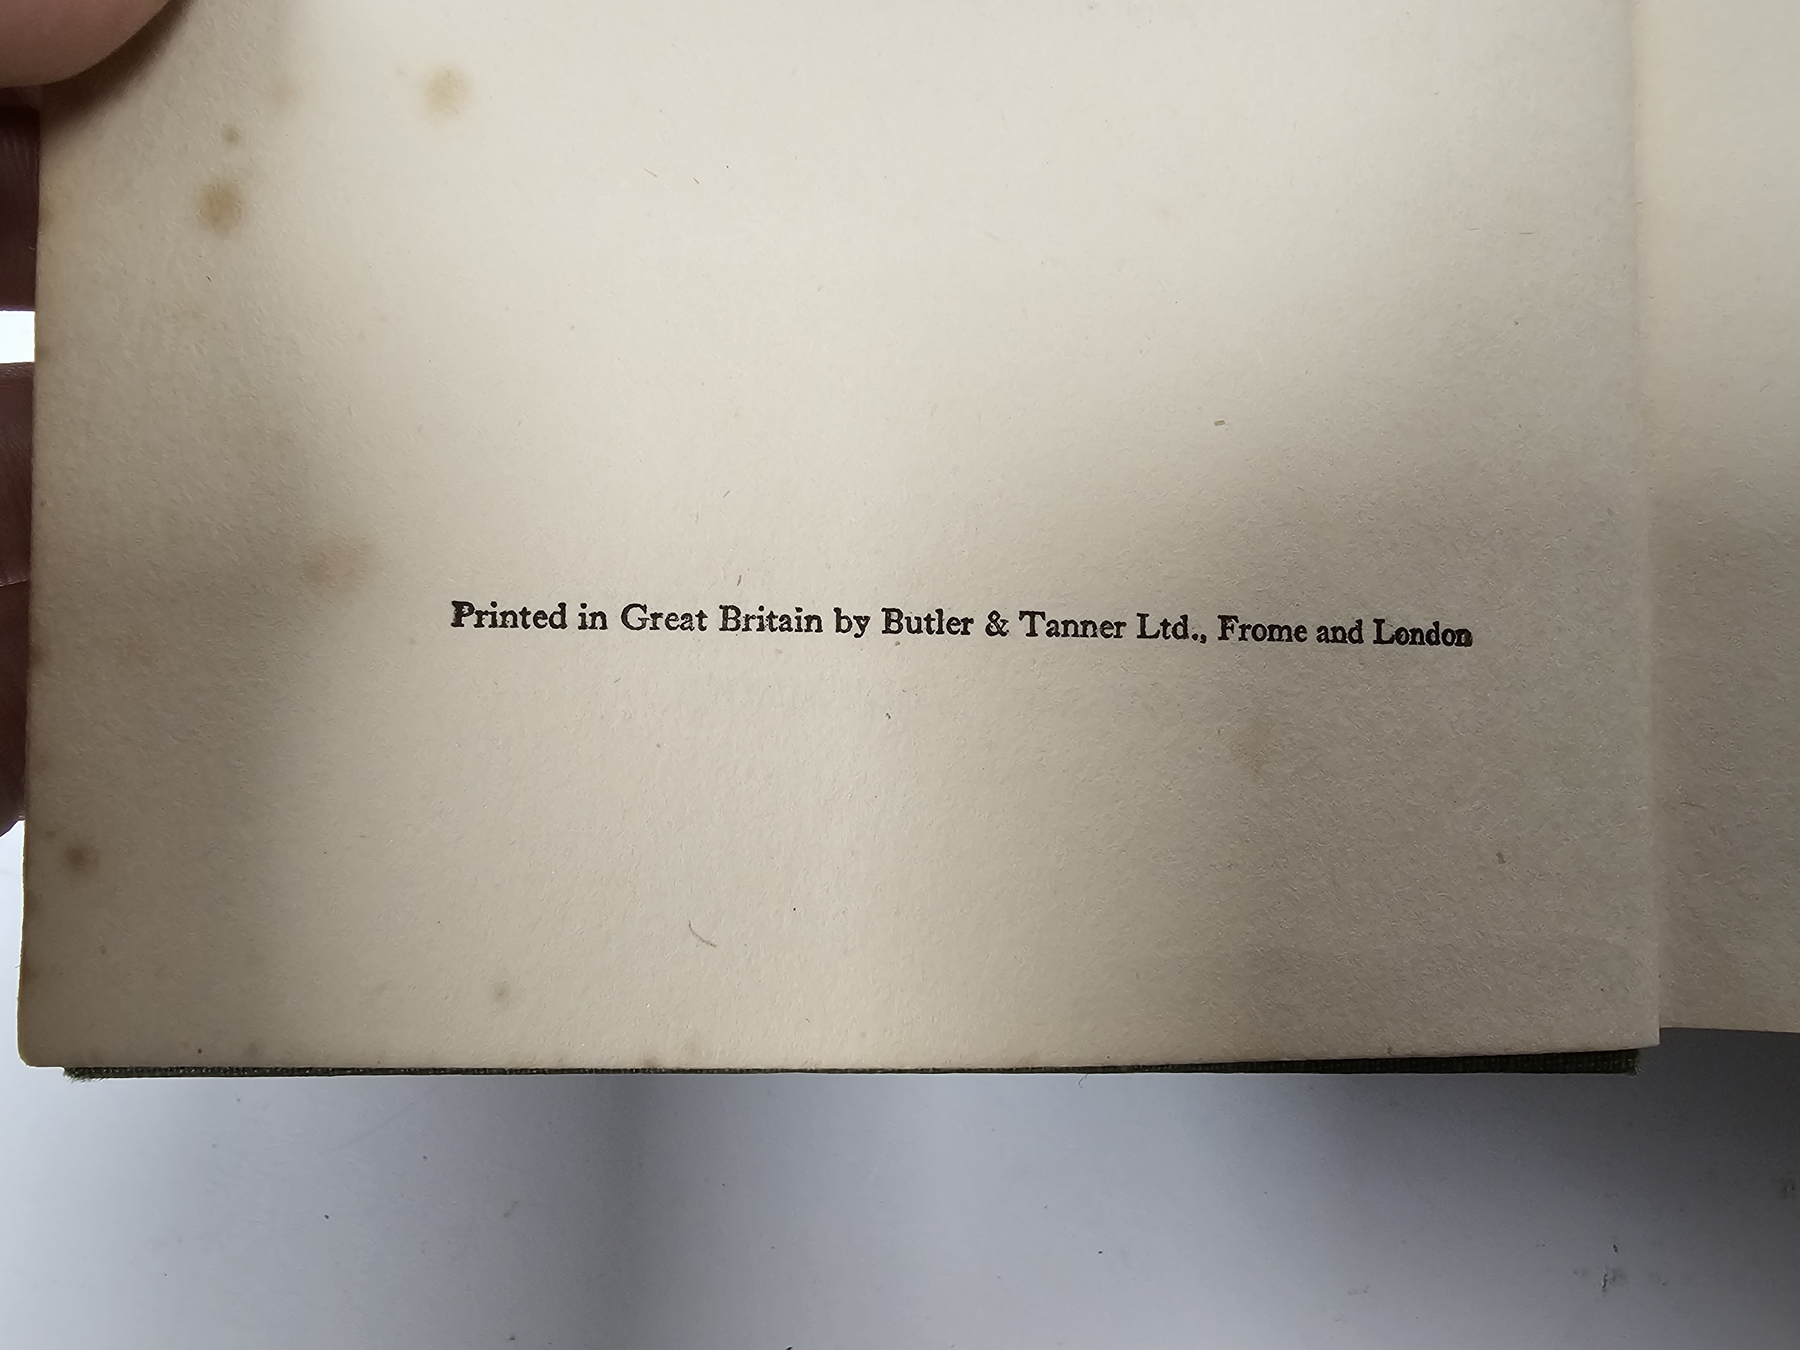 Printed in Great Britain by Butler & Tanner Ltd., Frome and London